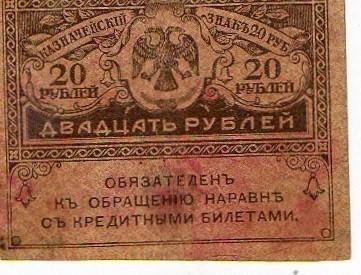 КАЗНАЧЕЙСКІЙ ЗНАКЪ 20 РУБ.
20 РУБЛЕЙ
20 РУБЛЕЙ
ДВАДЦАТЬ РУБЛЕЙ
ОБЯЗАТЕЛЕНЪ
КЪ ОБРАЩЕНІЮ НАРАВНѢ
СЪ КРЕДИТНЫМИ БИЛЕТАМИ.